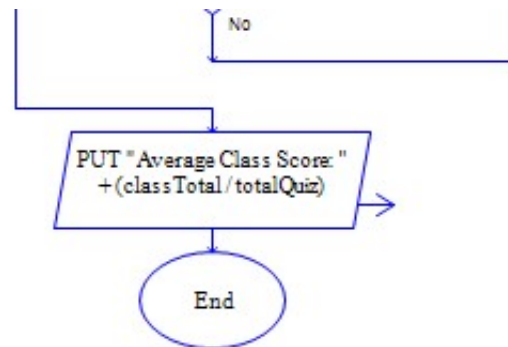 No
PUT "Average Class Score: "
+(classTotal/totalQuiz)
End